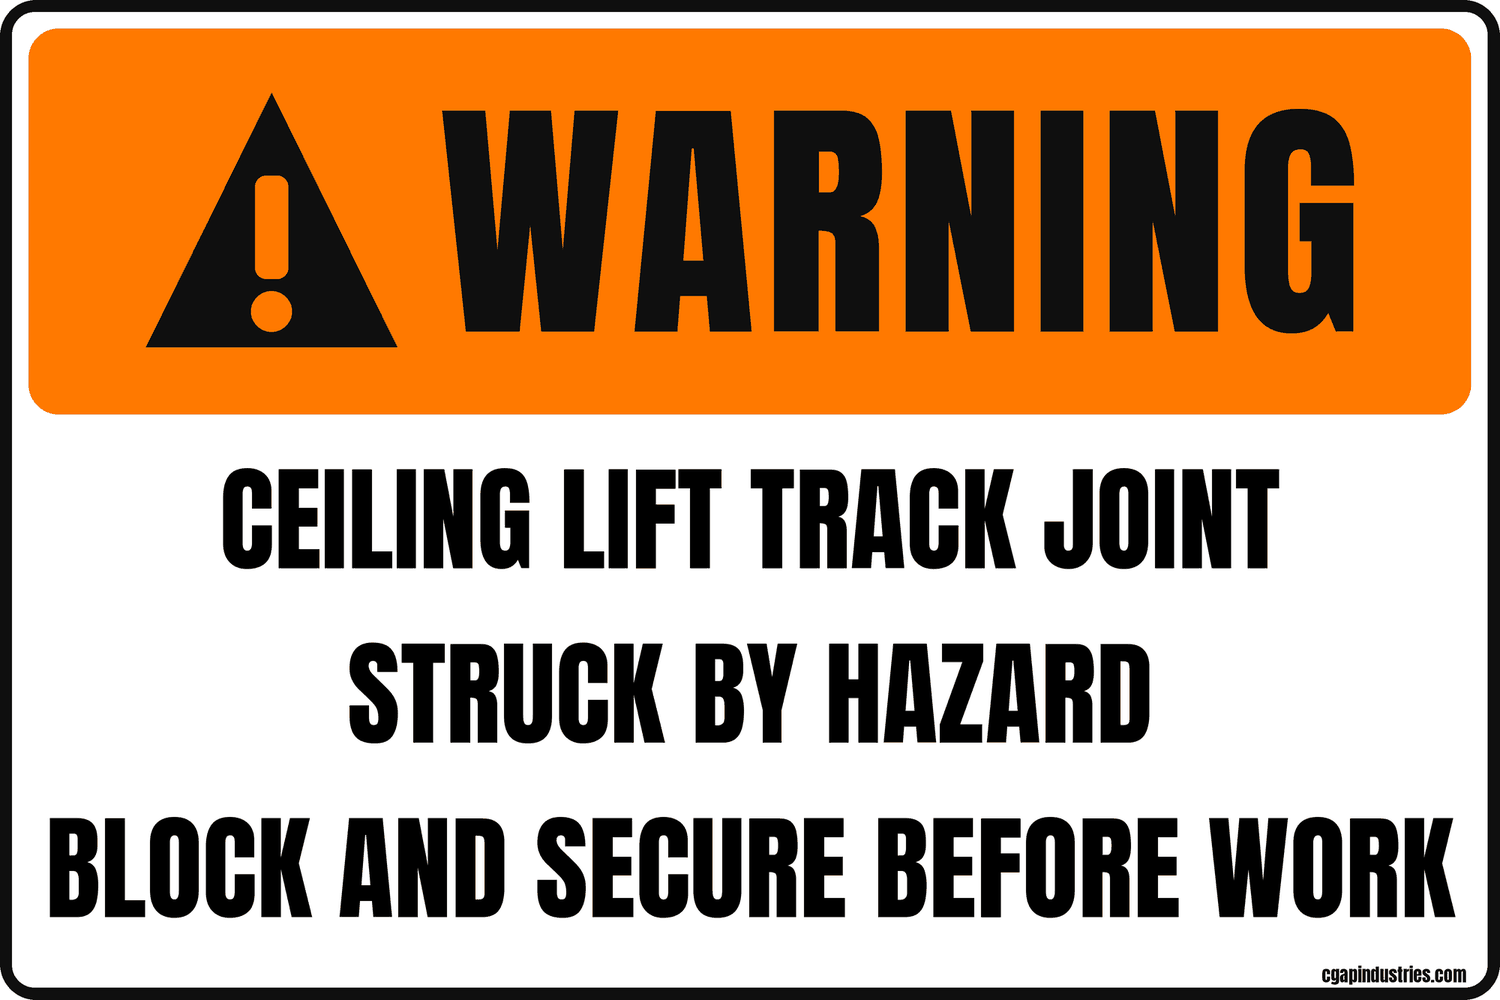 WARNING
CEILING LIFT TRACK JOINT
STRUCK BY HAZARD
BLOCK AND SECURE BEFORE WORK
cgapindustries.com